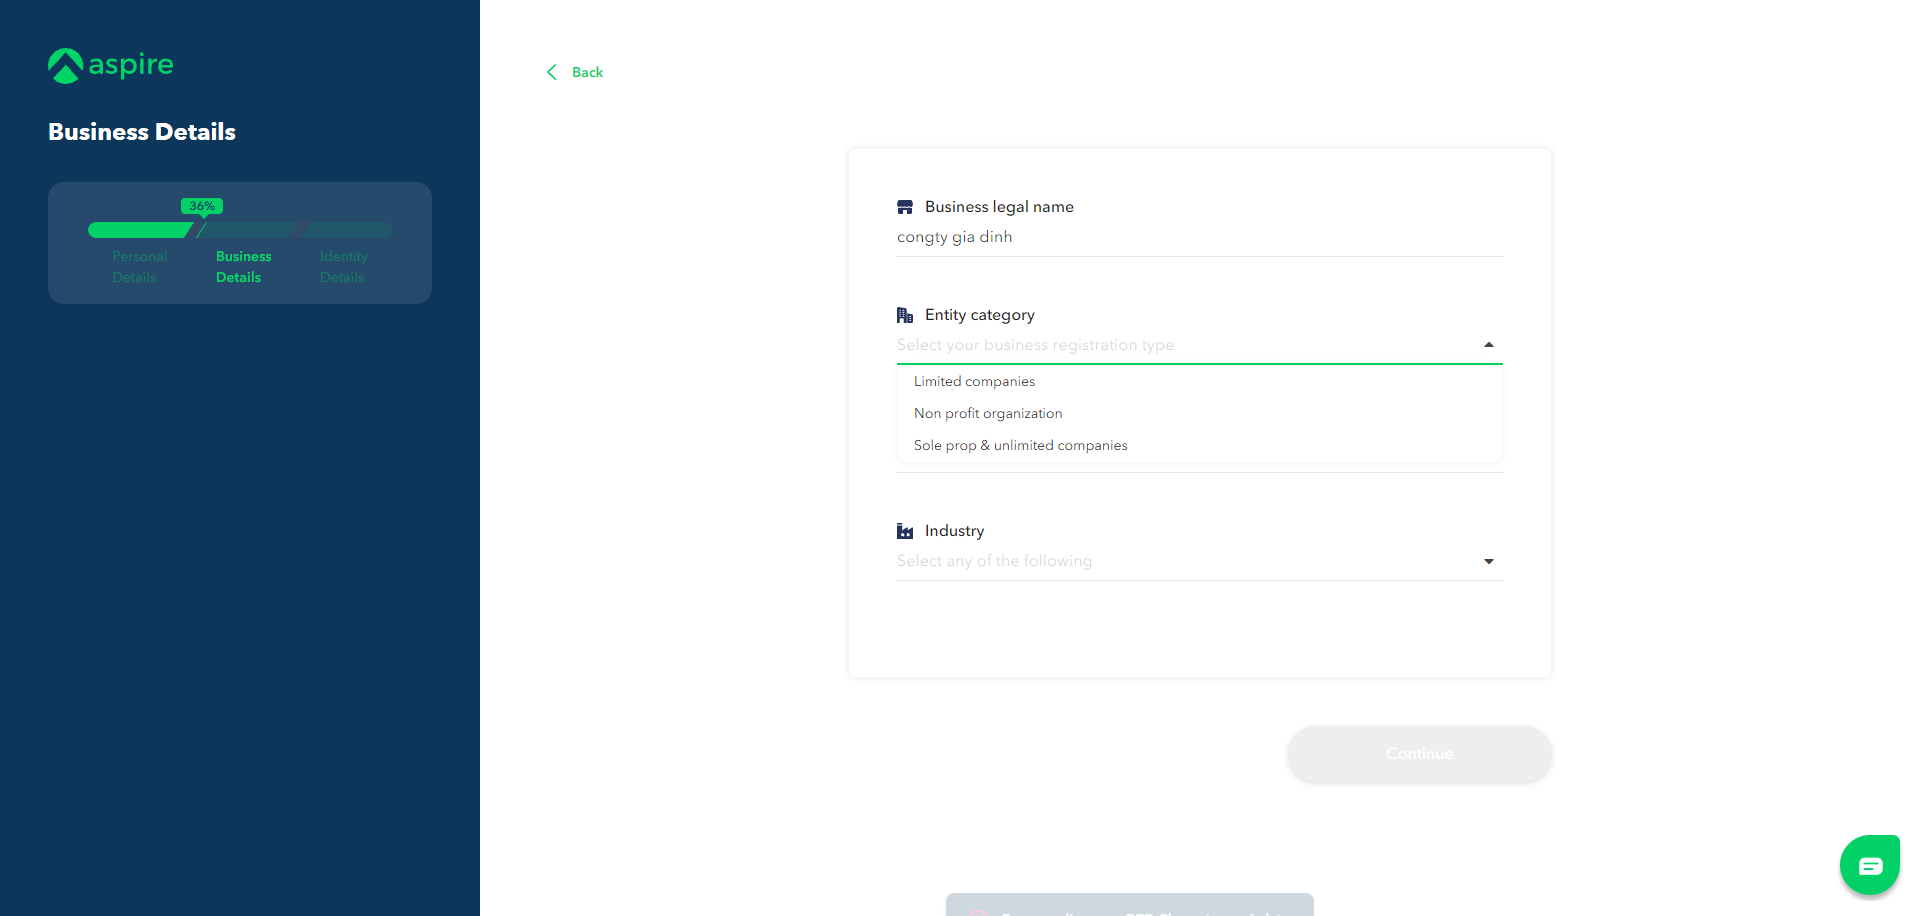 aspire
Business Details
36%
Personal Details
Business Details
Identity Details
Back
Business legal name
congty gia dinh
Entity category
Select your business registration type
Limited companies
Non profit organization
Sole prop & unlimited companies
Industry
Select any of the following
Continue